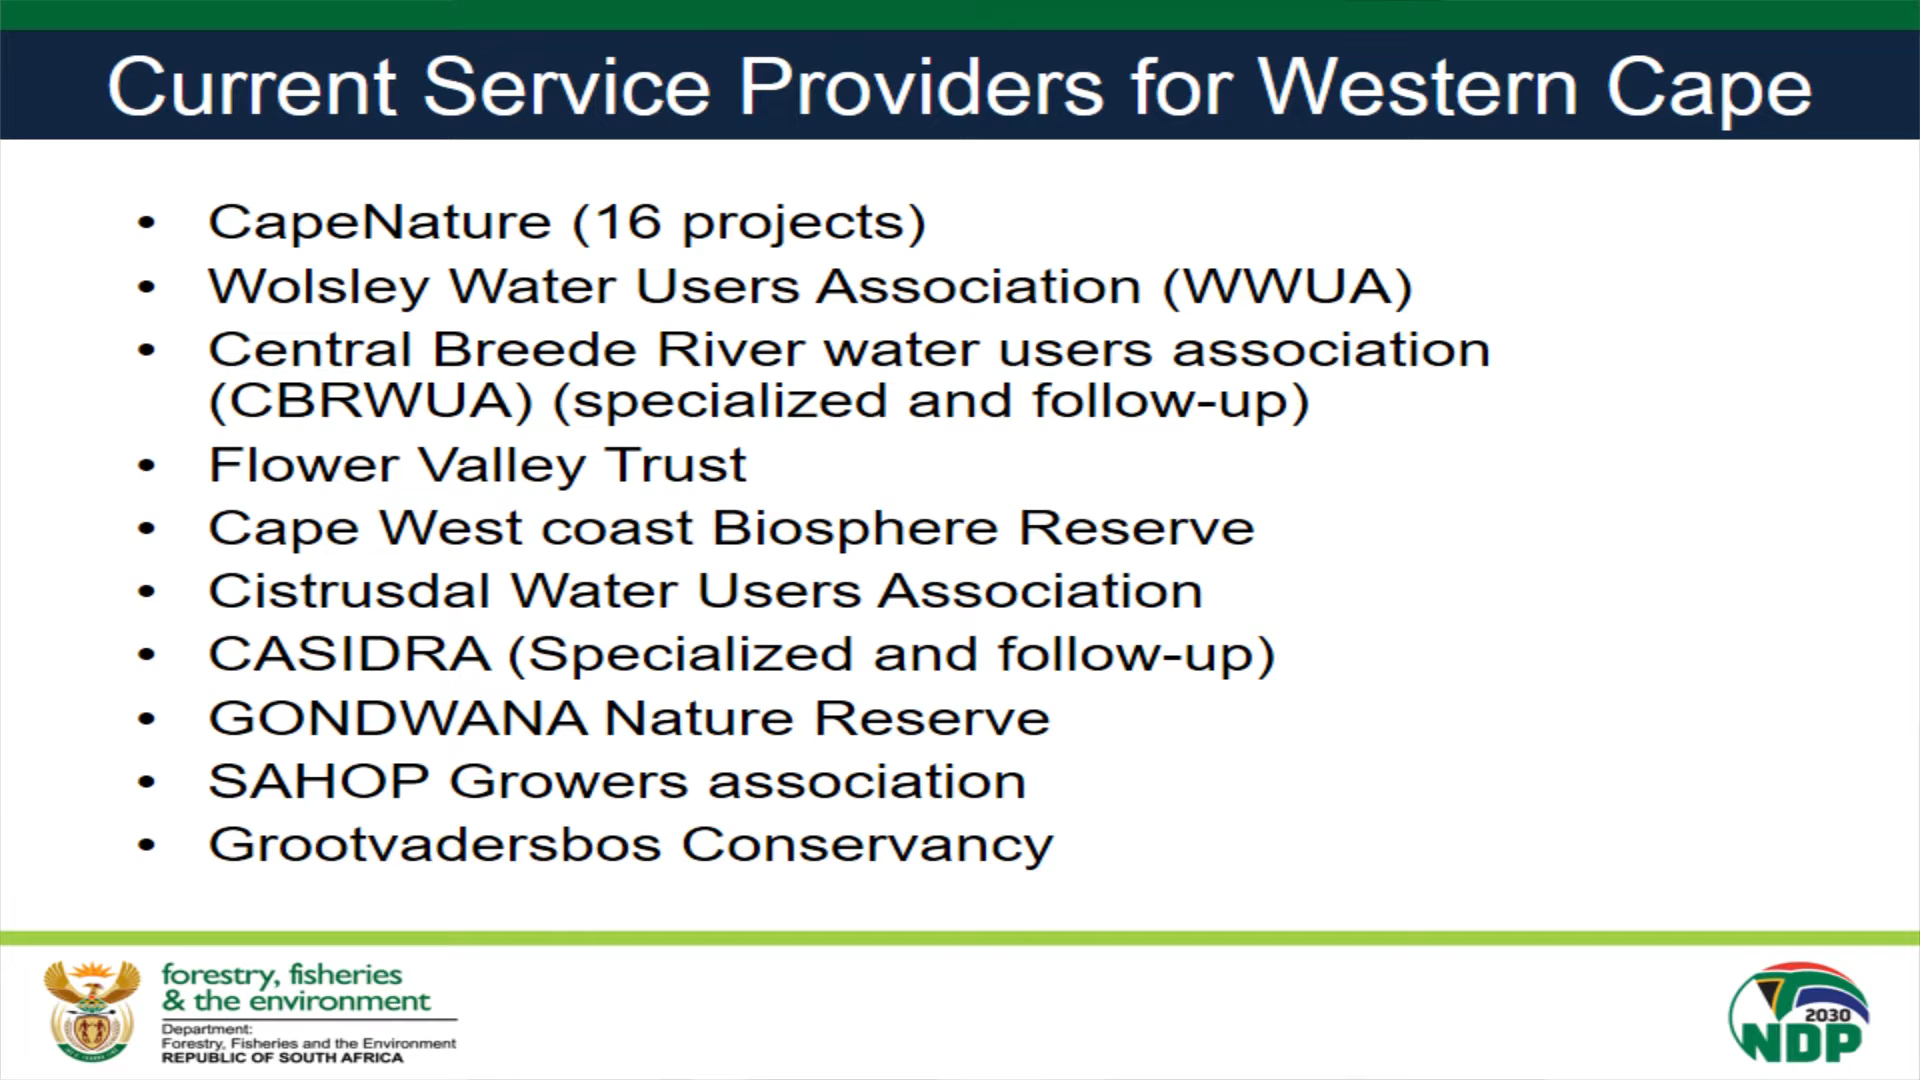 Current Service Providers for Western Cape
• CapeNature (16 projects)
• Wolsley Water Users Association (WWUA)
• Central Breede River water users association
(CBRWUA) (specialized and follow-up)
• Flower Valley Trust
• Cape West coast Biosphere Reserve
• Cistrusdal Water Users Association
• CASIDRA (Specialized and follow-up)
• GONDWANA Nature Reserve
• SAHOP Growers association
• Grootvadersbos Conservancy
forestry, fisheries
& the environment
Department:
Forestry, Fisheries and the Environment
REPUBLIC OF SOUTH AFRICA
2030
NDP